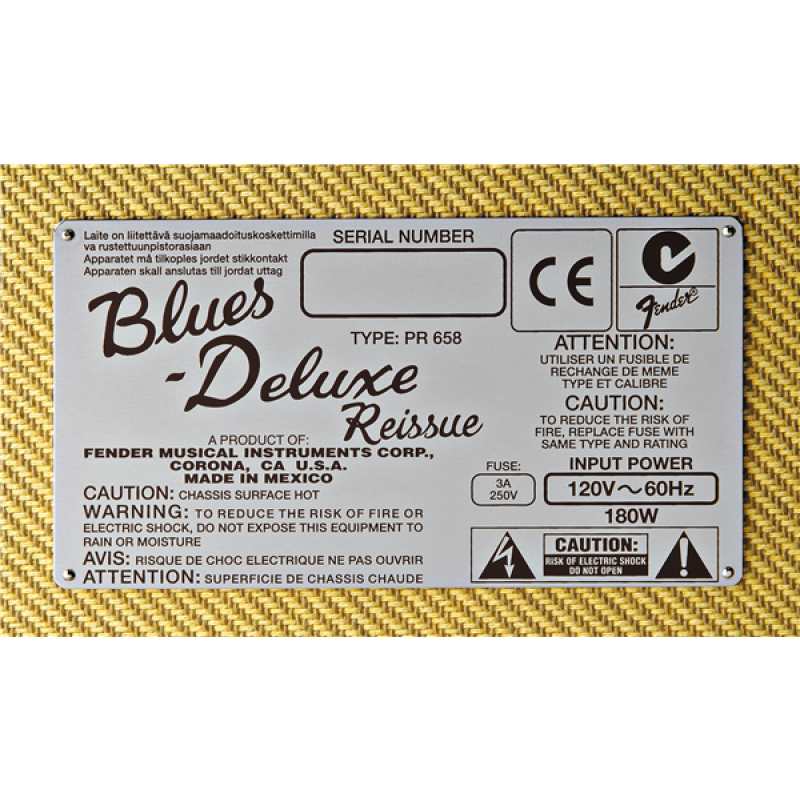 Laite on liitettävä suojamaadoituskoskettimilla
va rustettuunpistorasiaan
Apparatet må tilkoples jordet stikkontakt
Apparaten skall anslutas till jordat uttag
SERIAL NUMBER
CE
Fender®
Blues
-Deluxe
Reissue
TYPE: PR 658
A PRODUCT OF:
FENDER MUSICAL INSTRUMENTS CORP.,
CORONA, CA U.S.A.
MADE IN MEXICO
CAUTION: CHASSIS SURFACE HOT
WARNING: TO REDUCE THE RISK OF FIRE OR
ELECTRIC SHOCK, DO NOT EXPOSE THIS EQUIPMENT TO
RAIN OR MOISTURE
AVIS: RISQUE DE CHOC ELECTRIQUE NE PAS OUVRIR
ATTENTION: SUPERFICIE DE CHASSIS CHAUDE
ATTENTION:
UTILISER UN FUSIBLE DE
RECHANGE DE MEME
TYPE ET CALIBRE
CAUTION:
TO REDUCE THE RISK OF
FIRE, REPLACE FUSE WITH
SAME TYPE AND RATING
FUSE:
3A
250V
INPUT POWER
120V~60Hz
180W
CAUTION:
RISK OF ELECTRIC SHOCK
DO NOT OPEN